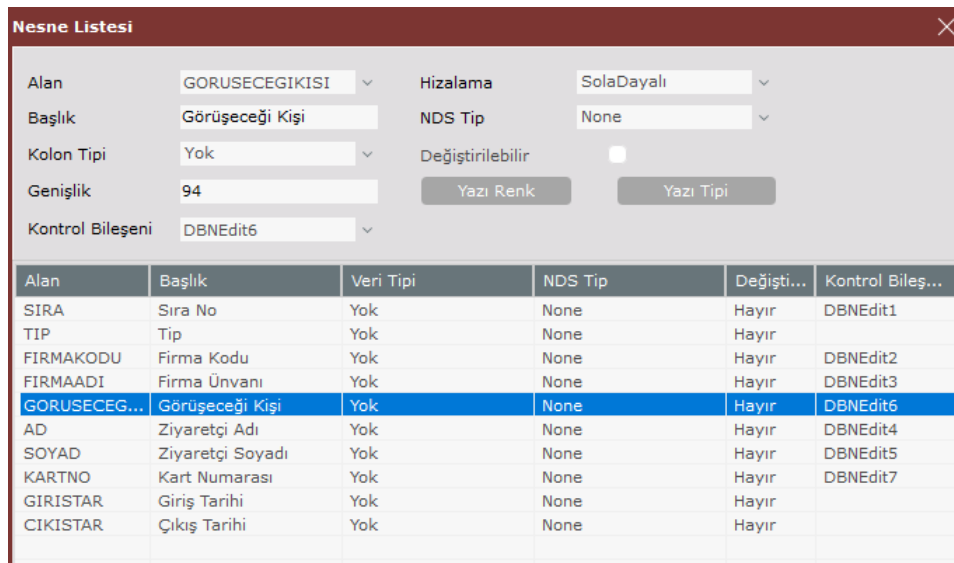 Nesne Listesi
Alan GORUSECEGIKISI Hizalama SolaDayalı
Başlık Görüşeceği Kişi NDS Tip None
Kolon Tipi Yok Değiştirilebilir
Genişlik 94 Yazı Renk Yazı Tipi
Kontrol Bileşeni DBNEdit6
Alan Başlık Veri Tipi NDS Tip Değişti... Kontrol Bileş...
SIRA Sıra No Yok None Hayır DBNEdit1
TIP Tip Yok None Hayır
FIRMAKODU Firma Kodu Yok None Hayır DBNEdit2
FIRMAADI Firma Ünvanı Yok None Hayır DBNEdit3
GORUSECEG... Görüşeceği Kişi Yok None Hayır DBNEdit6
AD Ziyaretçi Adı Yok None Hayır DBNEdit4
SOYAD Ziyaretçi Soyadı Yok None Hayır DBNEdit5
KARTNO Kart Numarası Yok None Hayır DBNEdit7
GIRISTAR Giriş Tarihi Yok None Hayır
CIKISTAR Çıkış Tarihi Yok None Hayır